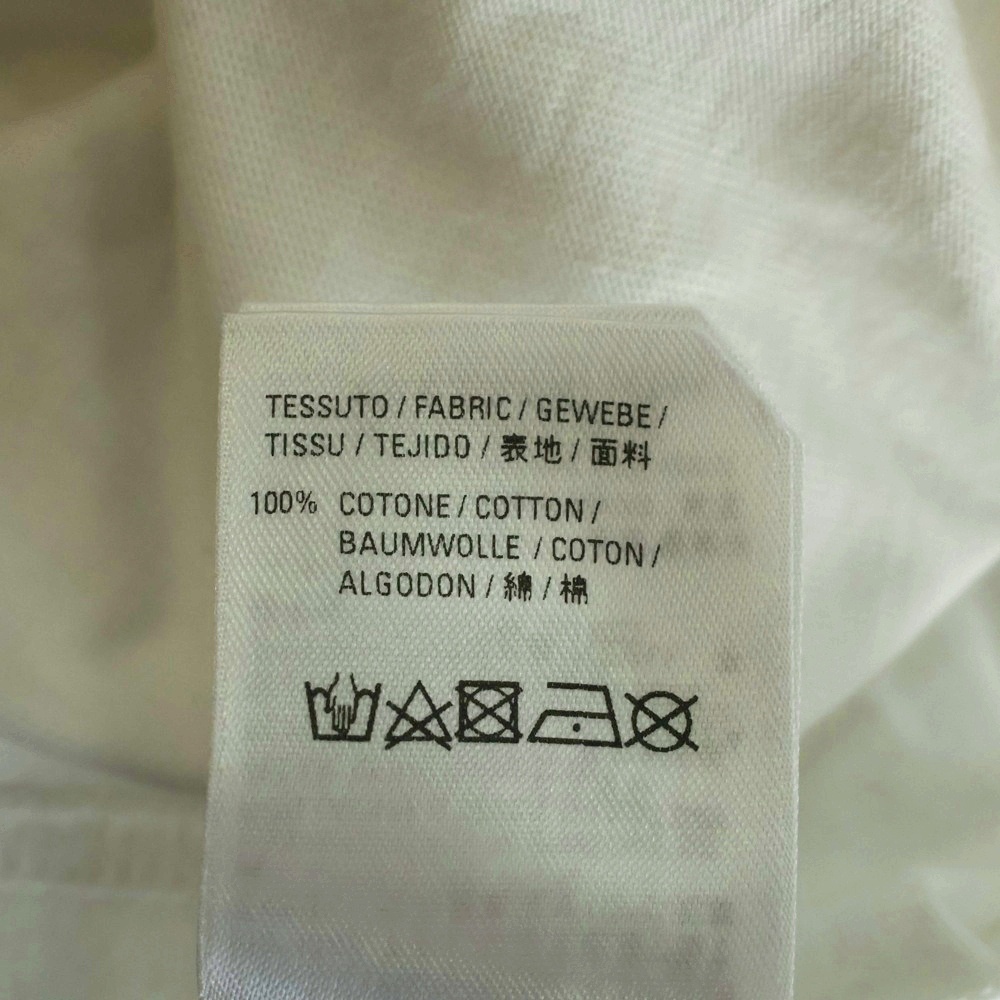 TESSUTO / FABRIC / GEWEBE /
TISSU / TEJIDO / 表地 / 面料
100% COTONE / COTTON /
BAUMWOLLE / COTON /
ALGODON / 綿 / 棉